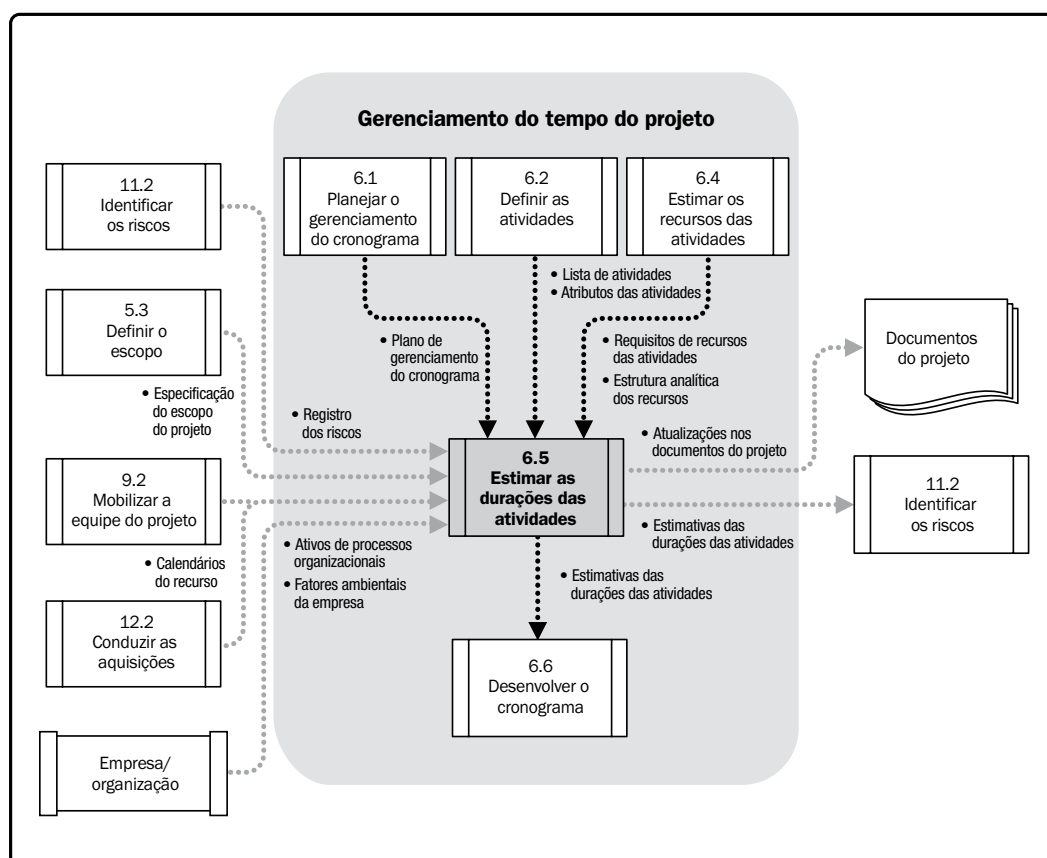 Gerenciamento do tempo do projeto
11.2
Identificar
os riscos
6.1
Planejar o
gerenciamento
do cronograma
6.2
Definir as
atividades
6.4
Estimar os
recursos das
atividades
• Lista de atividades
• Atributos das atividades
5.3
Definir o
escopo
• Plano de
gerenciamento
do cronograma
• Requisitos de recursos
das atividades
• Estrutura analítica
dos recursos
Documentos
do projeto
• Especificação
do escopo
do projeto
• Registro
dos riscos
• Atualizações nos
documentos do projeto
6.5
Estimar as
durações das
atividades
9.2
Mobilizar a
equipe do projeto
11.2
Identificar
os riscos
• Calendários
do recurso
• Ativos de processos
organizacionais
• Fatores ambientais
da empresa
• Estimativas das
durações das atividades
• Estimativas das
durações das atividades
12.2
Conduzir as
aquisições
6.6
Desenvolver o
cronograma
Empresa/
organização